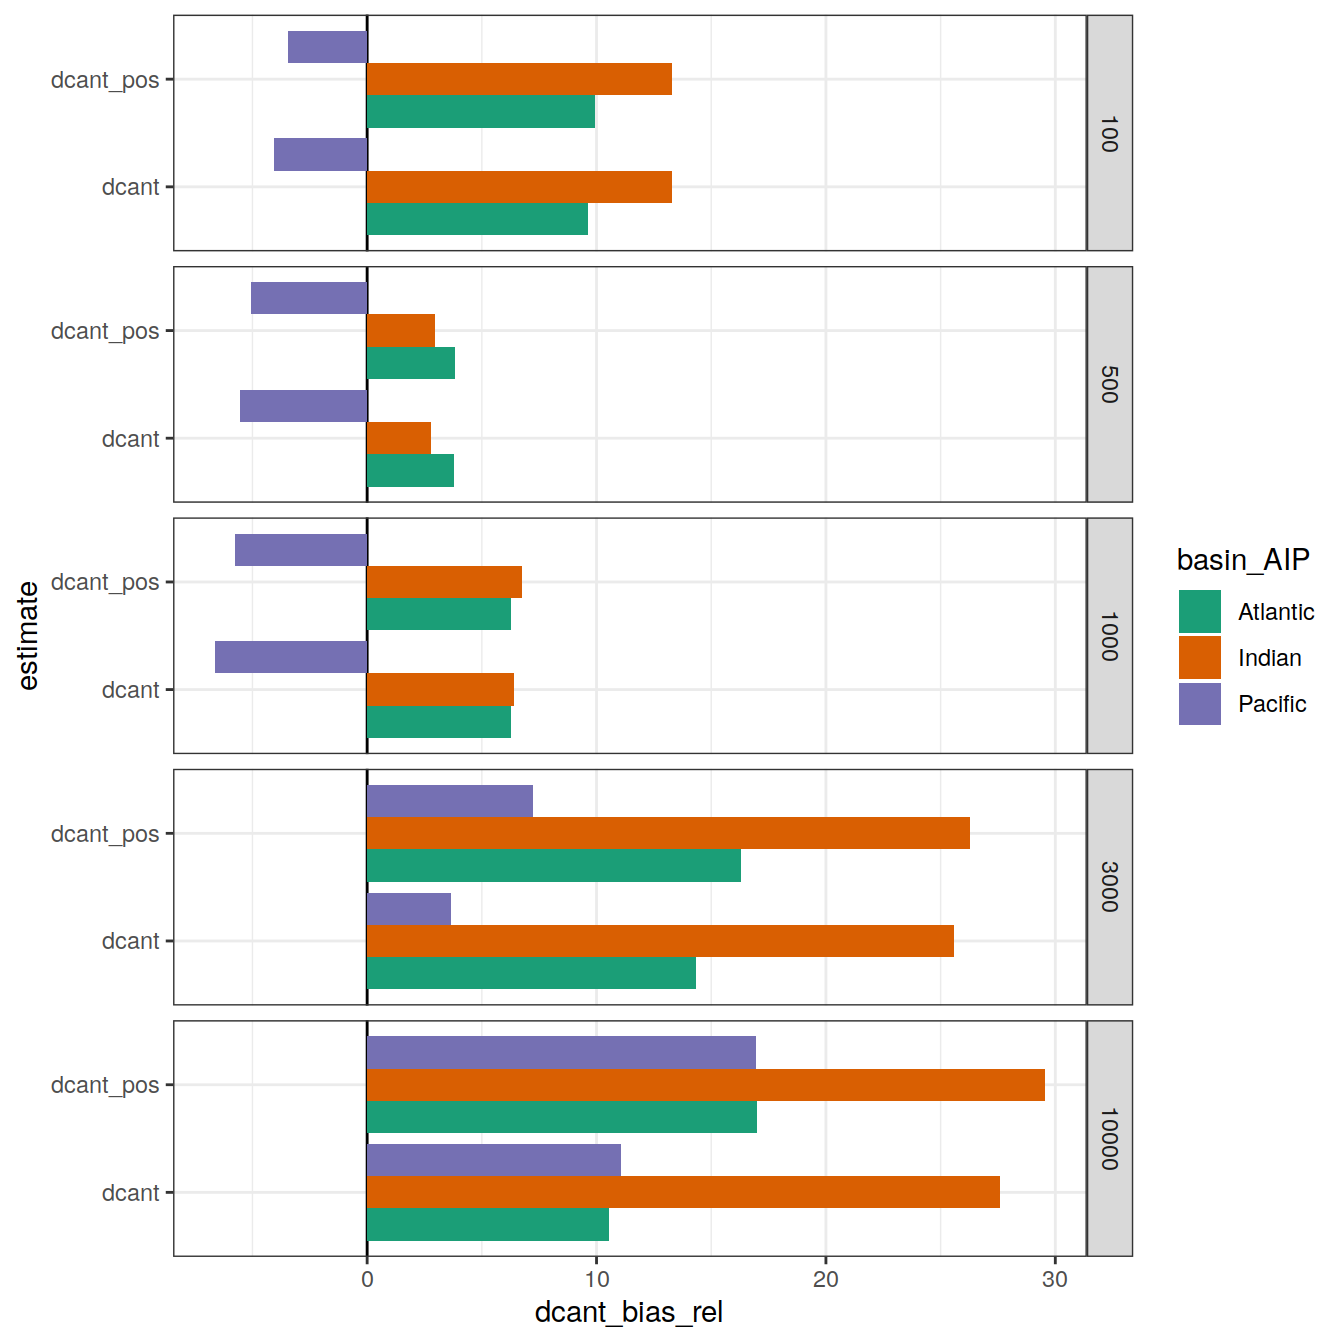 dcant_pos
dcant
100
dcant_pos
dcant
500
dcant_pos
dcant
1000
dcant_pos
dcant
3000
dcant_pos
dcant
10000
estimate
0 10 20 30
dcant_bias_rel
basin_AIP
Atlantic
Indian
Pacific